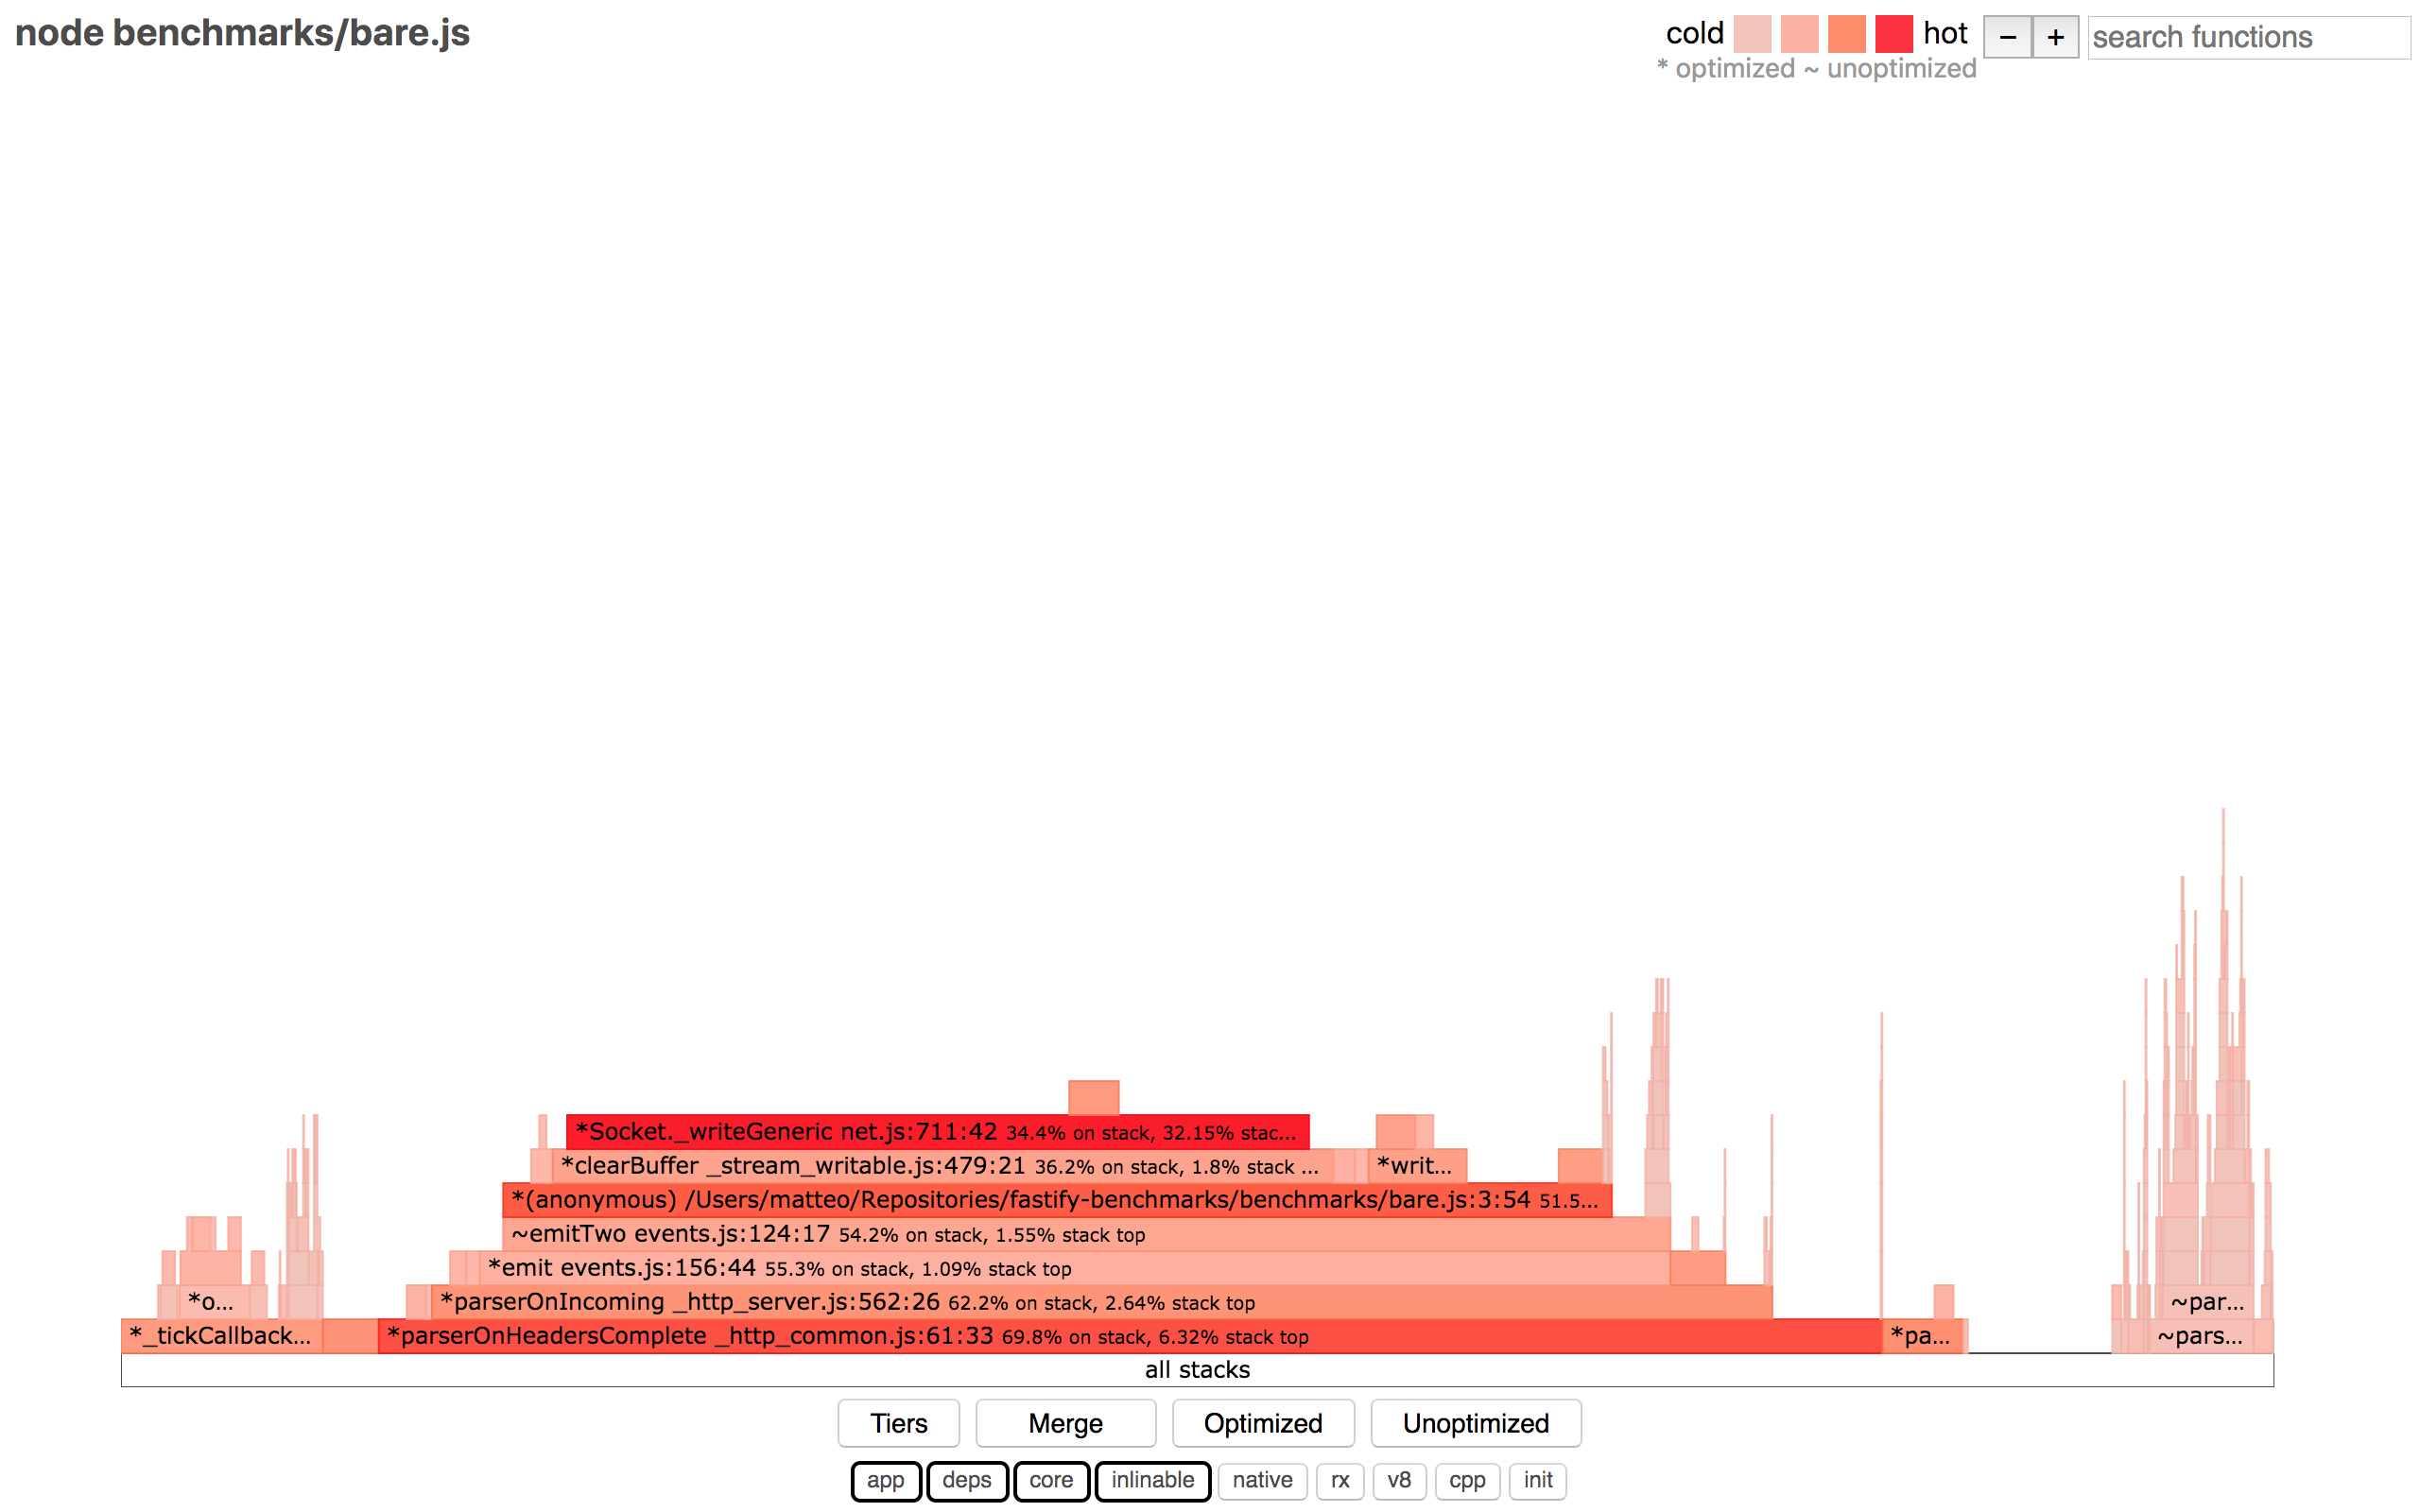 node benchmarks/bare.js
cold hot − + search functions
* optimized ~ unoptimized
*Socket._writeGeneric net.js:711:42 34.4% on stack, 32.15% stac...
*clearBuffer _stream_writable.js:479:21 36.2% on stack, 1.8% stack ... *writ...
*(anonymous) /Users/matteo/Repositories/fastify-benchmarks/benchmarks/bare.js:3:54 51.5...
~emitTwo events.js:124:17 54.2% on stack, 1.55% stack top
*emit events.js:156:44 55.3% on stack, 1.09% stack top
*o... *parserOnIncoming _http_server.js:562:26 62.2% on stack, 2.64% stack top ~par...
*_tickCallback... *parserOnHeadersComplete _http_common.js:61:33 69.8% on stack, 6.32% stack top *pa... ~pars...
all stacks
Tiers Merge Optimized Unoptimized
app deps core inlinable native rx v8 cpp init